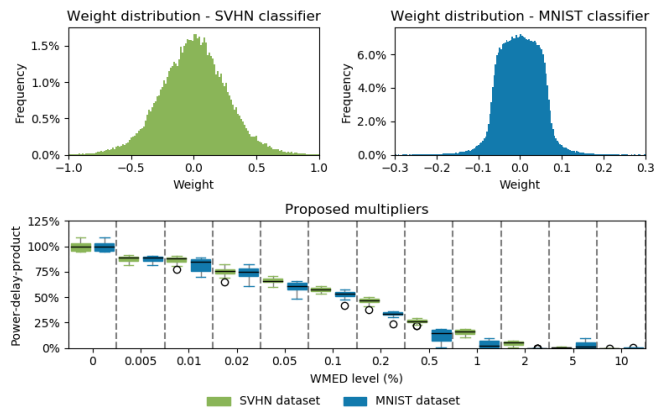 Weight distribution - SVHN classifier
Weight distribution - MNIST classifier
Frequency
1.5%
1.0%
0.5%
0.0%
−1.0 −0.5 0.0 0.5 1.0
Weight
Frequency
6.0%
4.0%
2.0%
0.0%
−0.3 −0.2 −0.1 0.0 0.1 0.2 0.3
Weight
Proposed multipliers
Power-delay-product
125%
100%
75%
50%
25%
0%
0 0.005 0.01 0.02 0.05 0.1 0.2 0.5 1 2 5 10
WMED level (%)
SVHN dataset MNIST dataset